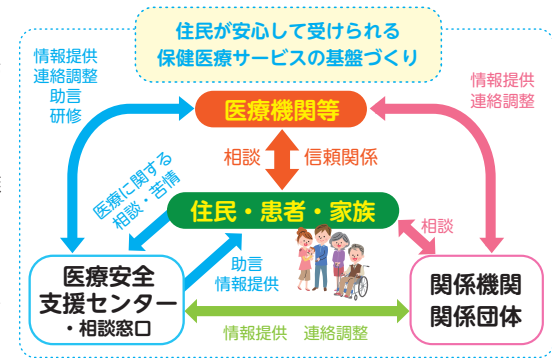 住民が安心して受けられる
保健医療サービスの基盤づくり
情報提供
連絡調整
助言
研修
情報提供
連絡調整
医療機関等
相談
信頼関係
医療に関する
相談・苦情
住民・患者・家族
相談
助言
情報提供
医療安全
支援センター
・相談窓口
関係機関
関係団体
情報提供 連絡調整